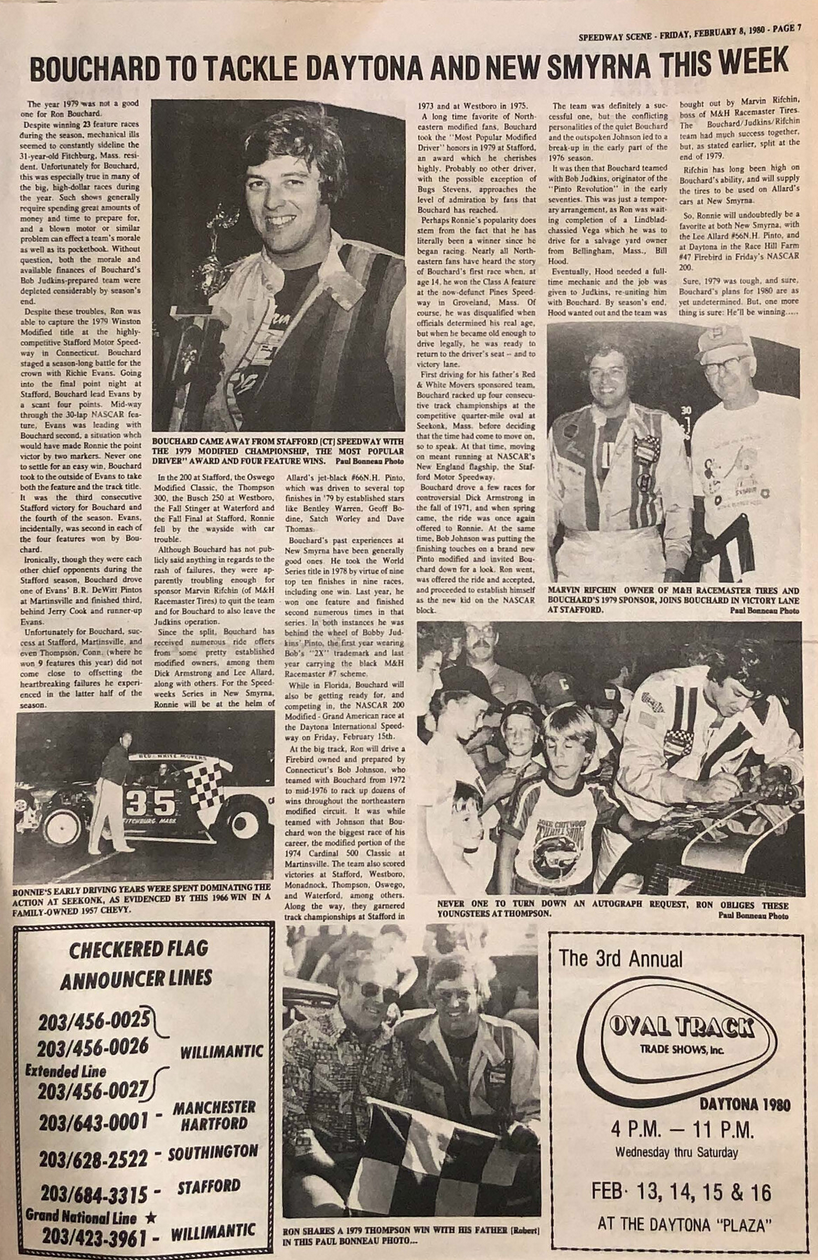 SPEEDWAY SCENE - FRIDAY, FEBRUARY 8, 1980 - PAGE 7
BOUCHARD TO TACKLE DAYTONA AND NEW SMYRNA THIS WEEK
The year 1979 was not a good
one for Ron Bouchard.
Despite winning 23 feature races
during the season, mechanical ills
seemed to constantly sideline the
31-year-old Fitchburg, Mass. resi-
dent. Unfortunately for Bouchard,
this was especially true in many of
the big, high-dollar races during
the year. Such shows generally
require spending great amounts of
money and time to prepare for,
and a blown motor or similar
problem can effect a team's morale
as well as its pocketbook. Without
question, both the morale and
available finances of Bouchard's
Bob Judkins-prepared team were
depleted considerably by season's
end.
Despite these troubles, Ron was
able to capture the 1979 Winston
Modified title at the highly-
competitive Stafford Motor Speed-
way in Connecticut. Bouchard
staged a season-long battle for the
crown with Richie Evans. Going
into the final point night at
Stafford, Bouchard lead Evans by
a scant four points. Mid-way
through the 30-lap NASCAR fea-
ture, Evans was leading with
Bouchard second, a situation whch
would have made Ronnie the point
victor by two markers. Never one
to settle for an easy win, Bouchard
took to the outside of Evans to take
both the feature and the track title.
It was the third consecutive
Stafford victory for Bouchard and
the fourth of the season. Evans,
incidentally, was second in each of
the four features won by Bou-
chard.
Ironically, though they were each
other chief opponents during the
Stafford season, Bouchard drove
one of Evans' B.R. DeWitt Pintos
at Martinsville and finished third,
behind Jerry Cook and runner-up
Evans.
Unfortunately for Bouchard, suc-
cess at Stafford, Martinsville, and
even Thompson, Conn. (where he
won 9 features this year) did not
come close to offsetting the
heartbreaking failures he experi-
enced in the latter half of the
season.
RED & WHITE MOVERS
35
FITCHBURG, MASS
RONNIE'S EARLY DRIVING YEARS WERE SPENT DOMINATING THE
ACTION AT SEEKONK, AS EVIDENCED BY THIS 1966 WIN IN A
FAMILY-OWNED 1957 CHEVY.
BOUCHARD CAME AWAY FROM STAFFORD [CT] SPEEDWAY WITH
THE 1979 MODIFIED CHAMPIONSHIP, THE MOST POPULAR
DRIVER" AWARD AND FOUR FEATURE WINS. Paul Bonneau Photo
In the 200 at Stafford, the Oswego
Modified Classic, the Thompson
300, the Busch 250 at Westboro,
the Fall Stinger at Waterford and
the Fall Final at Stafford, Ronnie
fell by the wayside with car
trouble.
Although Bouchard has not pub-
licly said anything in regards to the
rash of failures, they were ap-
parently troubling enough for
sponsor Marvin Rifchin (of M&H
Racemaster Tires) to quit the team
and for Bouchard to also leave the
Judkins operation.
Since the split, Bouchard has
received numerous ride offers
from some pretty established
modified owners, among them
Dick Armstrong and Lee Allard,
along with others. For the Speed-
weeks Series in New Smyrna,
Ronnie will be at the helm of
Allard's jet-black #66N.H. Pinto,
which was driven to several top
finishes in '79 by established stars
like Bentley Warren, Geoff Bo-
dine, Satch Worley and Dave
Thomas.
Bouchard's past experiences at
New Smyrna have been generally
good ones. He took the World
Series title in 1978 by virtue of nine
top ten finishes in nine races,
including one win. Last year, he
won one feature and finished
second numerous times in that
series. In both instances he was
behind the wheel of Bobby Jud-
kins' Pinto, the first year wearing
Bob's "2X" trademark and last
year carrying the black M&H
Racemaster #7 scheme.
While in Florida, Bouchard will
also be getting ready for, and
competing in, the NASCAR 200
Modified - Grand American race at
the Daytona International Speed-
way on Friday, February 15th.
At the big track, Ron will drive a
Firebird owned and prepared by
Connecticut's Bob Johnson, who
teamed with Bouchard from 1972
to mid-1976 to rack up dozens of
wins throughout the northeastern
modified circuit. It was while
teamed with Johnson that Bou-
chard won the biggest race of his
career, the modified portion of the
1974 Cardinal 500 Classic at
Martinsville. The team also scored
victories at Stafford, Westboro,
Monadnock, Thompson, Oswego,
and Waterford, among others.
Along the way, they garnered
track championships at Stafford in
1973 and at Westboro in 1975.
A long time favorite of North-
eastern modified fans, Bouchard
took the "Most Popular Modified
Driver" honors in 1979 at Stafford,
an award which he cherishes
highly. Probably no other driver,
with the possible exception of
Bugs Stevens, approaches the
level of admiration by fans that
Bouchard has reached.
Perhaps Ronnie's popularity does
stem from the fact that he has
literally been a winner since he
began racing. Nearly all North-
eastern fans have heard the story
of Bouchard's first race when, at
age 14, he won the Class A feature
at the now-defunct Pines Speed-
way in Groveland, Mass. Of
course, he was disqualified when
officials determined his real age,
but when he became old enough to
drive legally, he was ready to
return to the driver's seat — and to
victory lane.
First driving for his father's Red
& White Movers sponsored team,
Bouchard racked up four consecu-
tive track championships at the
competitive quarter-mile oval at
Seekonk, Mass. before deciding
that the time had come to move on,
so to speak. At that time, moving
on meant running at NASCAR's
New England flagship, the Staf-
ford Motor Speedway.
Bouchard drove a few races for
controversial Dick Armstrong in
the fall of 1971, and when spring
came, the ride was once again
offered to Ronnie. At the same
time, Bob Johnson was putting the
finishing touches on a brand new
Pinto modified and invited Bou-
chard down for a look. Ron went,
was offered the ride and accepted,
and proceeded to establish himself
as the new kid on the NASCAR
block.
The team was definitely a suc-
cessful one, but the conflicting
personalities of the quiet Bouchard
and the outspoken Johnson led to a
break-up in the early part of the
1976 season.
It was then that Bouchard teamed
with Bob Judkins, originator of the
"Pinto Revolution" in the early
seventies. This was just a tempor-
ary arrangement, as Ron was wait-
ing completion of a Lindblad-
chassied Vega which he was to
drive for a salvage yard owner
from Bellingham, Mass., Bill
Hood.
Eventually, Hood needed a full-
time mechanic and the job was
given to Judkins, re-uniting him
with Bouchard. By season's end,
Hood wanted out and the team was
bought out by Marvin Rifchin,
boss of M&H Racemaster Tires.
The Bouchard/Judkins/Rifchin
team had much success together,
but, as stated earlier, split at the
end of 1979.
Rifchin has long been high on
Bouchard's ability, and will supply
the tires to be used on Allard's
cars at New Smyrna.
So, Ronnie will undoubtedly be a
favorite at both New Smyrna, with
the Lee Allard #66N.H. Pinto, and
at Daytona in the Race Hill Farm
#47 Firebird in Friday's NASCAR
200.
Sure, 1979 was tough, and sure,
Bouchard's plans for 1980 are as
yet undetermined. But, one more
thing is sure: He'll be winning.....
30
MARVIN RIFCHIN OWNER OF M&H RACEMASTER TIRES AND
BOUCHARD'S 1979 SPONSOR, JOINS BOUCHARD IN VICTORY LANE
AT STAFFORD. Paul Bonneau Photo
JOIE CHITWOOD
THRILL SHOW
NEVER ONE TO TURN DOWN AN AUTOGRAPH REQUEST, RON OBLIGES THESE
YOUNGSTERS AT THOMPSON. Paul Bonneau Photo
CHECKERED FLAG
ANNOUNCER LINES
203/456-0025
203/456-0026 WILLIMANTIC
Extended Line
203/456-0027
203/643-0001 - MANCHESTER
HARTFORD
203/628-2522 - SOUTHINGTON
203/684-3315 - STAFFORD
Grand National Line ★
203/423-3961 - WILLIMANTIC
RON SHARES A 1979 THOMPSON WIN WITH HIS FATHER [Robert]
IN THIS PAUL BONNEAU PHOTO...
The 3rd Annual
OVAL TRACK
TRADE SHOWS, Inc.
DAYTONA 1980
4 P.M. — 11 P.M.
Wednesday thru Saturday
FEB. 13, 14, 15 & 16
AT THE DAYTONA "PLAZA"